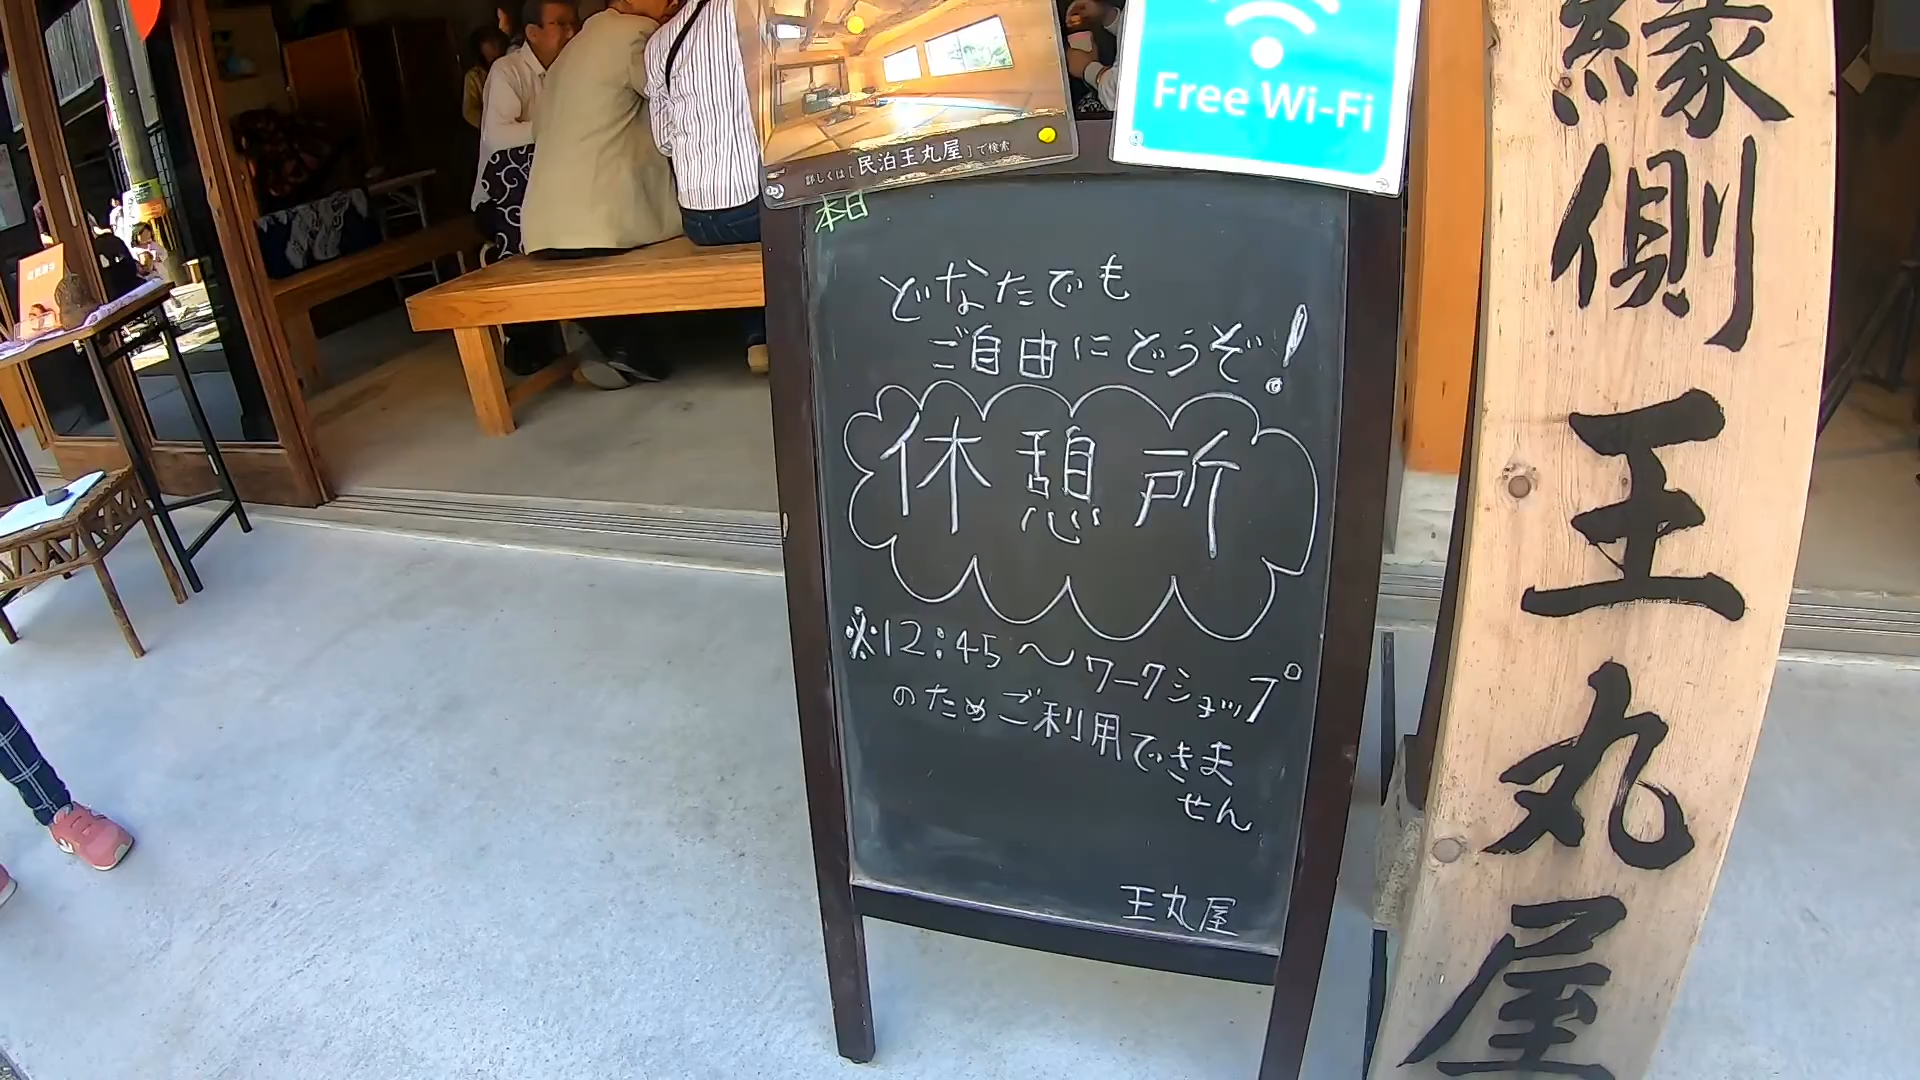 Free Wi-Fi
詳しくは[民泊王丸屋]で検索
本日
どなたでも
ご自由にどうぞ!
休憩所
※12:45～ワークショップ
のためご利用できま
せん
王丸屋
縁側王丸屋